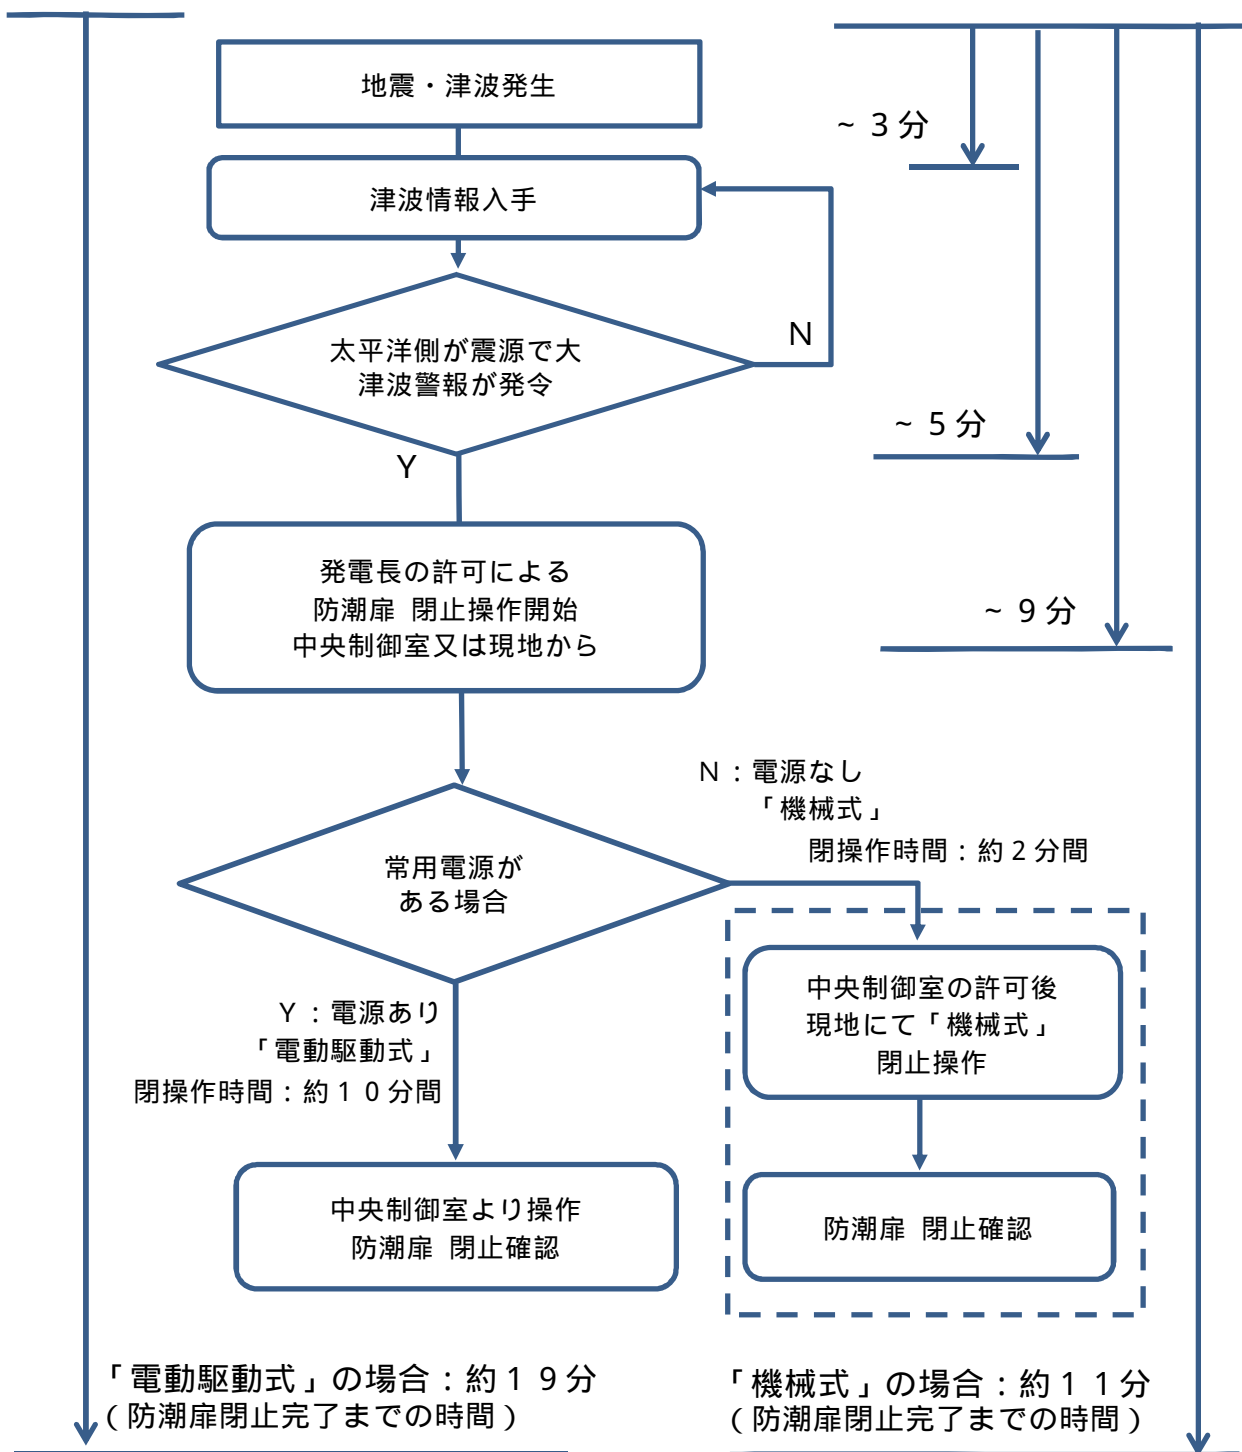 地震・津波発生
~ 3分
津波情報入手
N
太平洋側が震源で大
津波警報が発令
~ 5分
Y
発電長の許可による
防潮扉 閉止操作開始
中央制御室又は現地から
~ 9分
N：電源なし
「機械式」
閉操作時間：約2分間
常用電源が
ある場合
Y：電源あり
「電動駆動式」
閉操作時間：約10分間
中央制御室の許可後
現地にて「機械式」
閉止操作
中央制御室より操作
防潮扉 閉止確認
防潮扉 閉止確認
「電動駆動式」の場合：約19分
（防潮扉閉止完了までの時間）
「機械式」の場合：約11分
（防潮扉閉止完了までの時間）